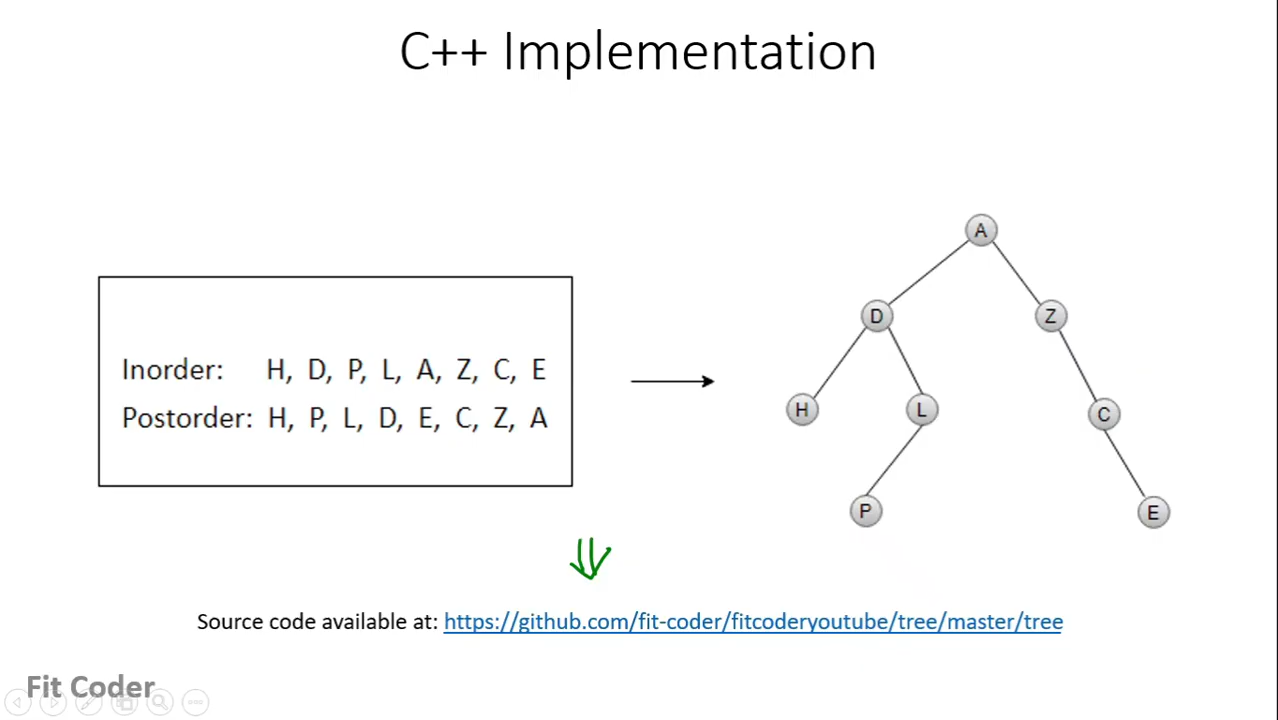 C++ Implementation
Inorder: H, D, P, L, A, Z, C, E
Postorder: H, P, L, D, E, C, Z, A
A
D
Z
H
L
C
P
E
Source code available at: https://github.com/fit-coder/fitcoderyoutube/tree/master/tree
Fit Coder